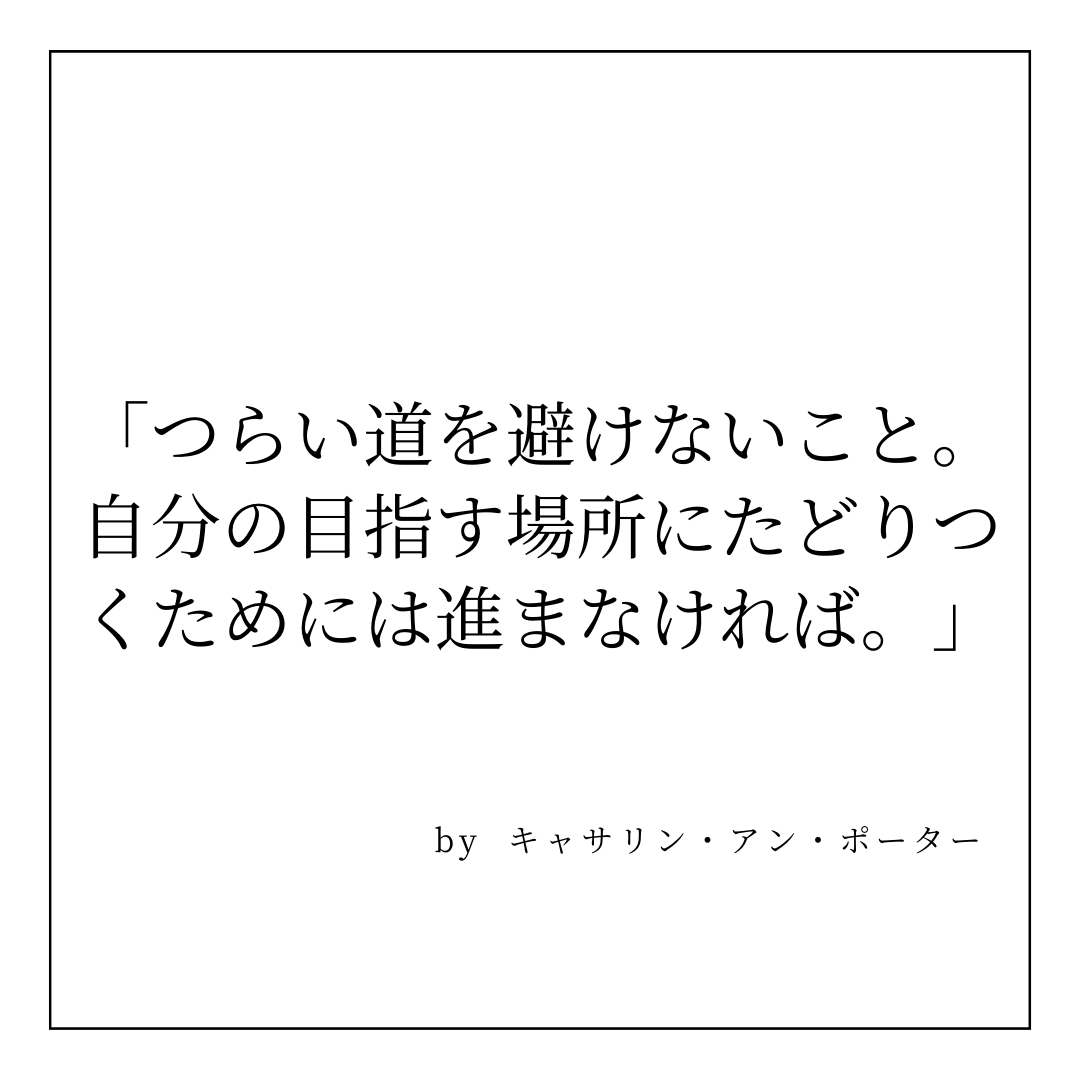 「つらい道を避けないこと。
自分の目指す場所にたどりつ
くためには進まなければ。」
by キャサリン・アン・ポーター